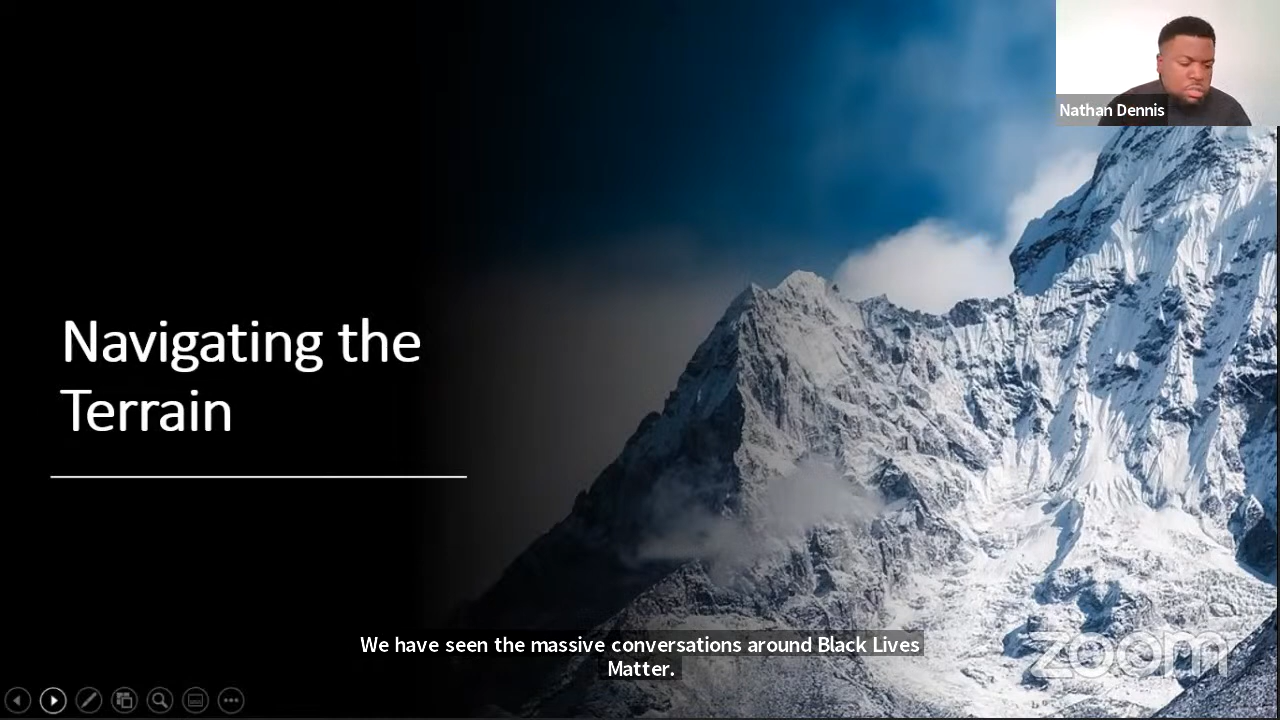 Nathan Dennis
Navigating the
Terrain
We have seen the massive conversations around Black Lives
Matter.
zoom